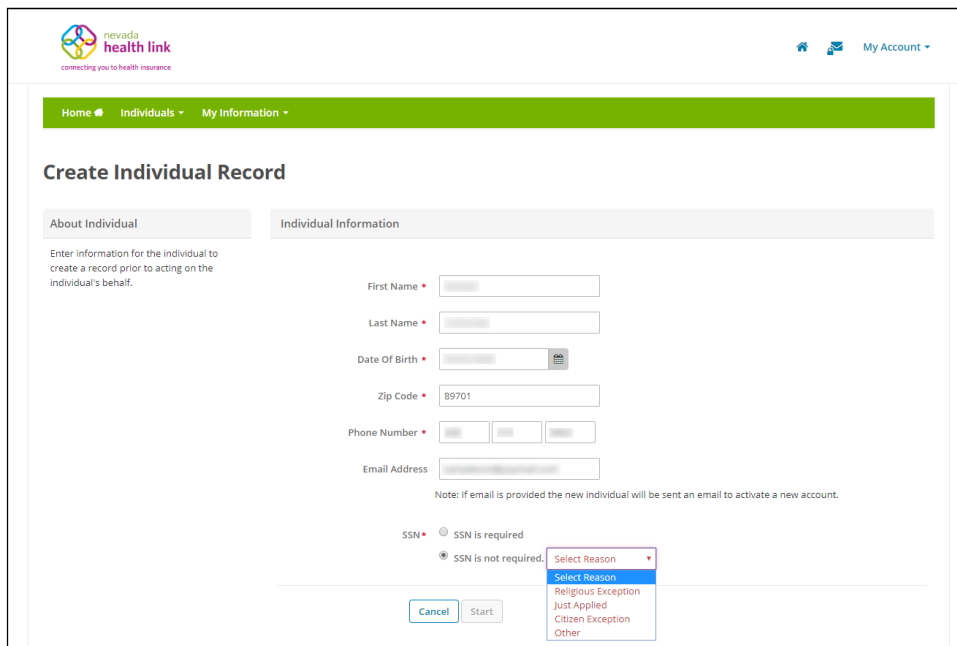 nevada
health link
connecting you to health insurance
My Account
Home Individuals My Information
Create Individual Record
About Individual
Enter information for the individual to
create a record prior to acting on the
individual's behalf.
Individual Information
First Name *
Last Name *
Date Of Birth *
Zip Code * 89701
Phone Number *
Email Address
Note: If email is provided the new individual will be sent an email to activate a new account.
SSN* SSN is required
SSN is not required. Select Reason
Select Reason
Religious Exception
Just Applied
Citizen Exception
Other
Cancel Start